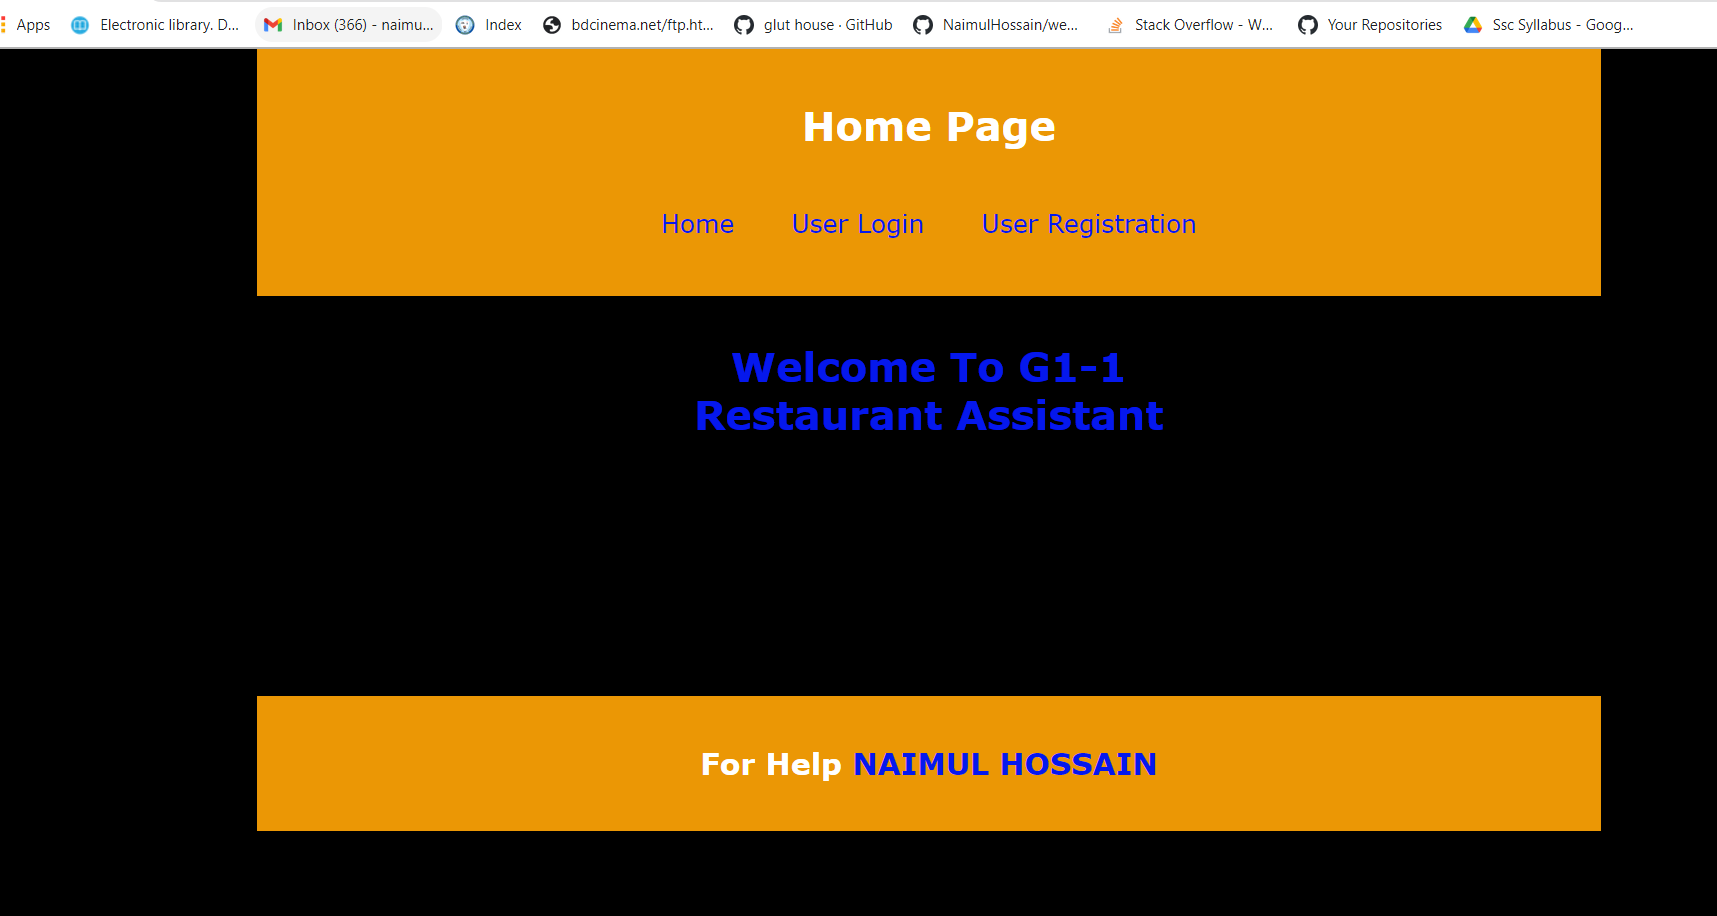 Apps Electronic library. D... Inbox (366) - naimu... Index bdcinema.net/ftp.ht... glut house · GitHub NaimulHossain/we... Stack Overflow - W... Your Repositories Ssc Syllabus - Goog...
Home Page
Home User Login User Registration
Welcome To G1-1
Restaurant Assistant
For Help NAIMUL HOSSAIN